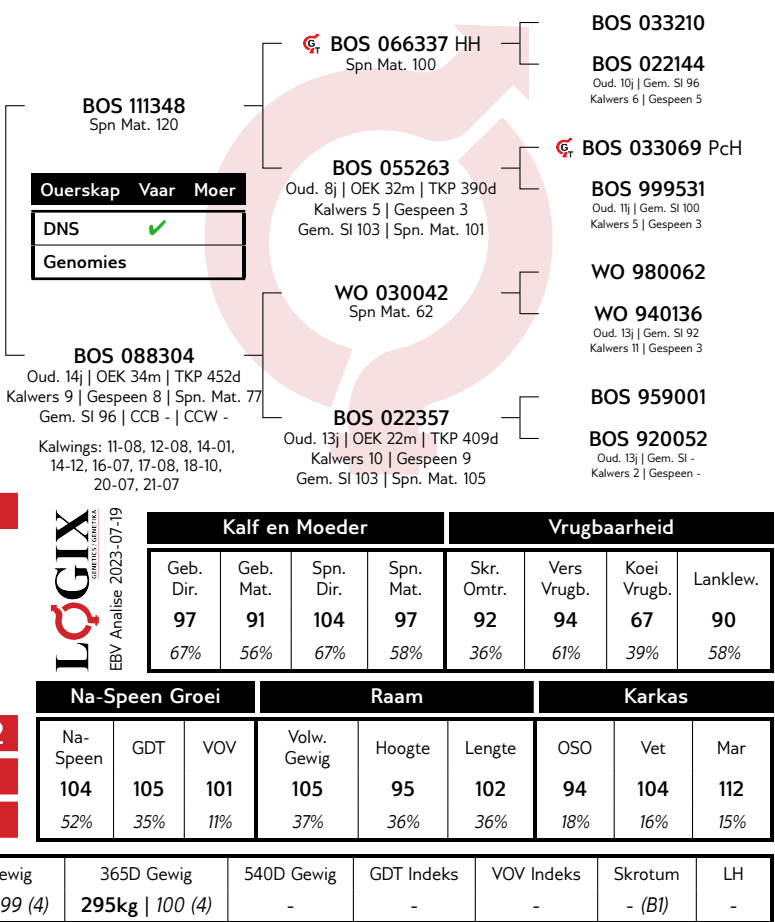 BOS 033210
GT BOS 066337 HH
Spn Mat. 100
BOS 022144
Oud. 10j | Gem. SI 96
Kalwers 6 | Gespeen 5
BOS 111348
Spn Mat. 120
GT BOS 033069 PcH
BOS 055263
Oud. 8j | OEK 32m | TKP 390d
Kalwers 5 | Gespeen 3
Gem. SI 103 | Spn. Mat. 101
BOS 999531
Oud. 11j | Gem. SI 100
Kalwers 5 | Gespeen 3
Ouerskap Vaar Moer
DNS ✔
Genomies
WO 980062
WO 030042
Spn Mat. 62
WO 940136
Oud. 13j | Gem. SI 92
Kalwers 11 | Gespeen 3
BOS 088304
Oud. 14j | OEK 34m | TKP 452d
Kalwers 9 | Gespeen 8 | Spn. Mat. 77
Gem. SI 96 | CCB - | CCW -
Kalwings: 11-08, 12-08, 14-01,
14-12, 16-07, 17-08, 18-10,
20-07, 21-07
BOS 959001
BOS 022357
Oud. 13j | OEK 22m | TKP 409d
Kalwers 10 | Gespeen 9
Gem. SI 103 | Spn. Mat. 105
BOS 920052
Oud. 13j | Gem. SI -
Kalwers 2 | Gespeen -
LOGIX
GENETICS / GENETIKA
EBV Analise 2023-07-19
Kalf en Moeder Vrugbaarheid
Geb. Dir. Geb. Mat. Spn. Dir. Spn. Mat. Skr. Omtr. Vers Vrugb. Koei Vrugb. Lanklew.
97 91 104 97 92 94 67 90
67% 56% 67% 58% 36% 61% 39% 58%
Na-Speen Groei Raam Karkas
Na-Speen GDT VOV Volw. Gewig Hoogte Lengte OSO Vet Mar
104 105 101 105 95 102 94 104 112
52% 35% 11% 37% 36% 36% 18% 16% 15%
2
ewig 365D Gewig 540D Gewig GDT Indeks VOV Indeks Skrotum LH
99 (4) 295kg | 100 (4) - - - - (B1) -